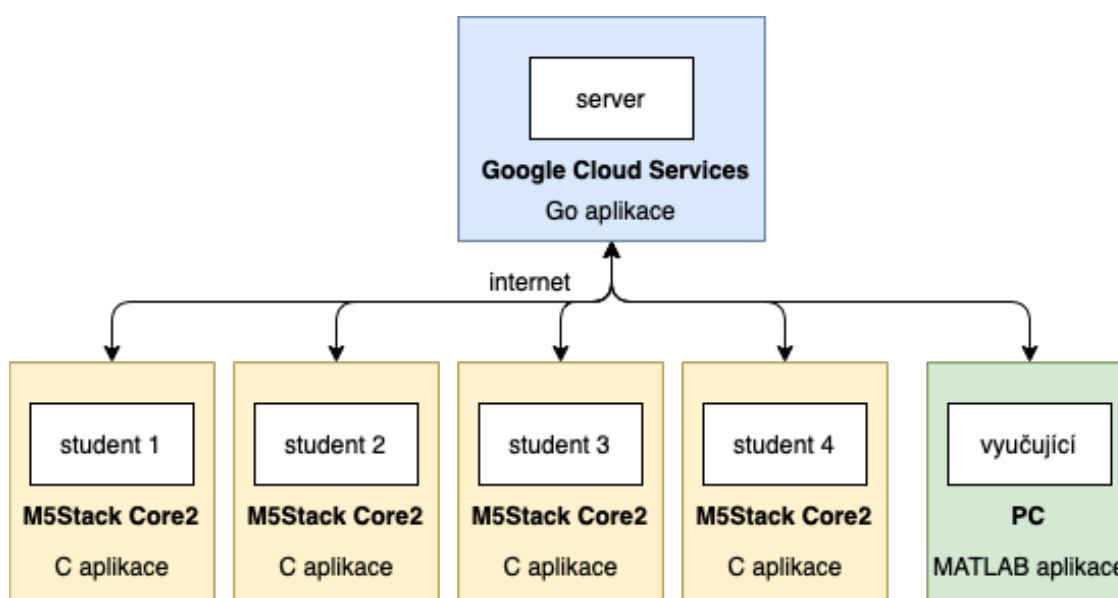 server
Google Cloud Services
Go aplikace
internet
student 1
M5Stack Core2
C aplikace
student 2
M5Stack Core2
C aplikace
student 3
M5Stack Core2
C aplikace
student 4
M5Stack Core2
C aplikace
vyučující
PC
MATLAB aplikace